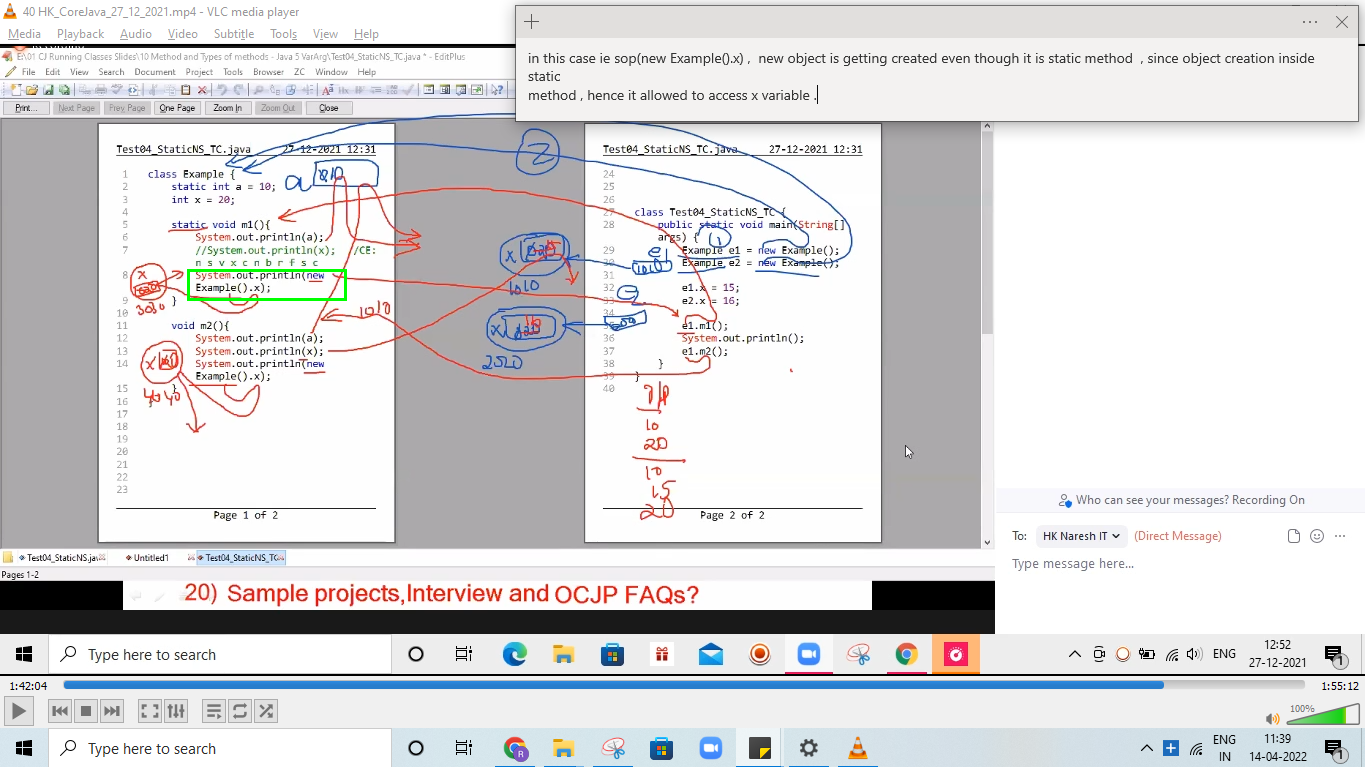 40 HK_CoreJava_27_12_2021.mp4 - VLC media player
Media Playback Audio Video Subtitle Tools View Help
in this case ie sop(new Example().x) , new object is getting created even though it is static method , since object creation inside
static
method , hence it allowed to access x variable .
E:\01 CJ Running Classes Slides\10 Method and Types of methods - Java 5 VarArg\Test04_StaticNS_TC.java * - EditPlus
File Edit View Search Document Project Tools Browser ZC Window Help
Print... Next Page Prev Page One Page Zoom In Zoom Out Close
Test04_StaticNS_TC.java 27-12-2021 12:31
1 class Example {
2 static int a = 10;
3 int x = 20;
4
5 static void m1(){
6 System.out.println(a);
7 //System.out.println(x); /CE:
n s v x c n b r f s c
8 System.out.println(new
Example().x);
9 }
10
11 void m2(){
12 System.out.println(a);
13 System.out.println(x);
14 System.out.println(new
Example().x);
15 }
16
17
18
19
20
21
22
23
Page 1 of 2
a
x
3030
x
4040
1010
2
x
1010
x
2520
e1
1010
e2
Test04_StaticNS_TC.java 27-12-2021 12:31
24
25
26
27 class Test04_StaticNS_TC {
28 public static void main(String[]
args) {
1
29 Example e1 = new Example();
30 Example e2 = new Example();
31
32 e1.x = 15;
33 e2.x = 16;
34
35 e1.m1();
36 System.out.println();
37 e1.m2();
38 }
39 }
40
10
20
10
15
20
Page 2 of 2
Test04_StaticNS.jav Untitled1 Test04_StaticNS_TC
Pages 1-2
20) Sample projects,Interview and OCJP FAQs?
Who can see your messages? Recording On
To: HK Naresh IT (Direct Message)
Type message here...
Type here to search
ENG
12:52
27-12-2021
1
1:42:04
1:55:12
100%
Type here to search
R
ENG
IN
11:39
14-04-2022
1